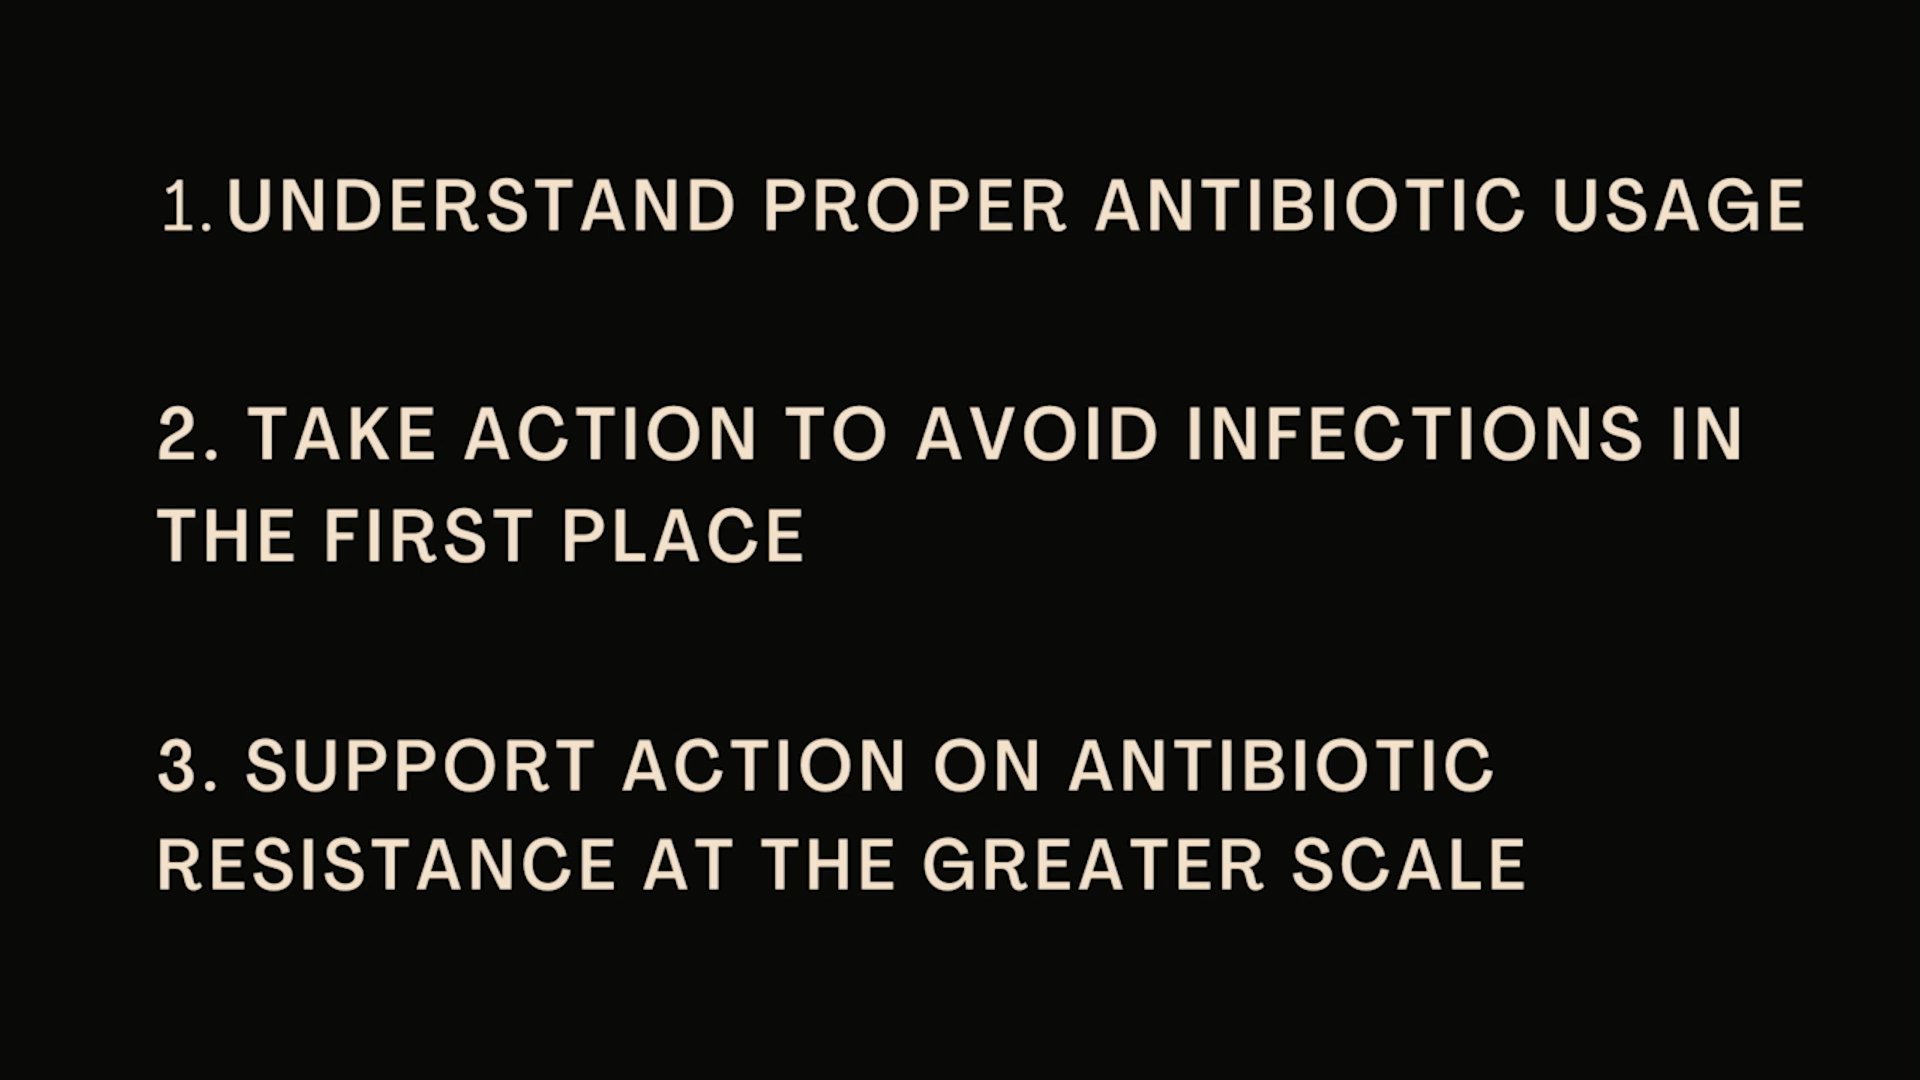 1. UNDERSTAND PROPER ANTIBIOTIC USAGE
2. TAKE ACTION TO AVOID INFECTIONS IN
THE FIRST PLACE
3. SUPPORT ACTION ON ANTIBIOTIC
RESISTANCE AT THE GREATER SCALE